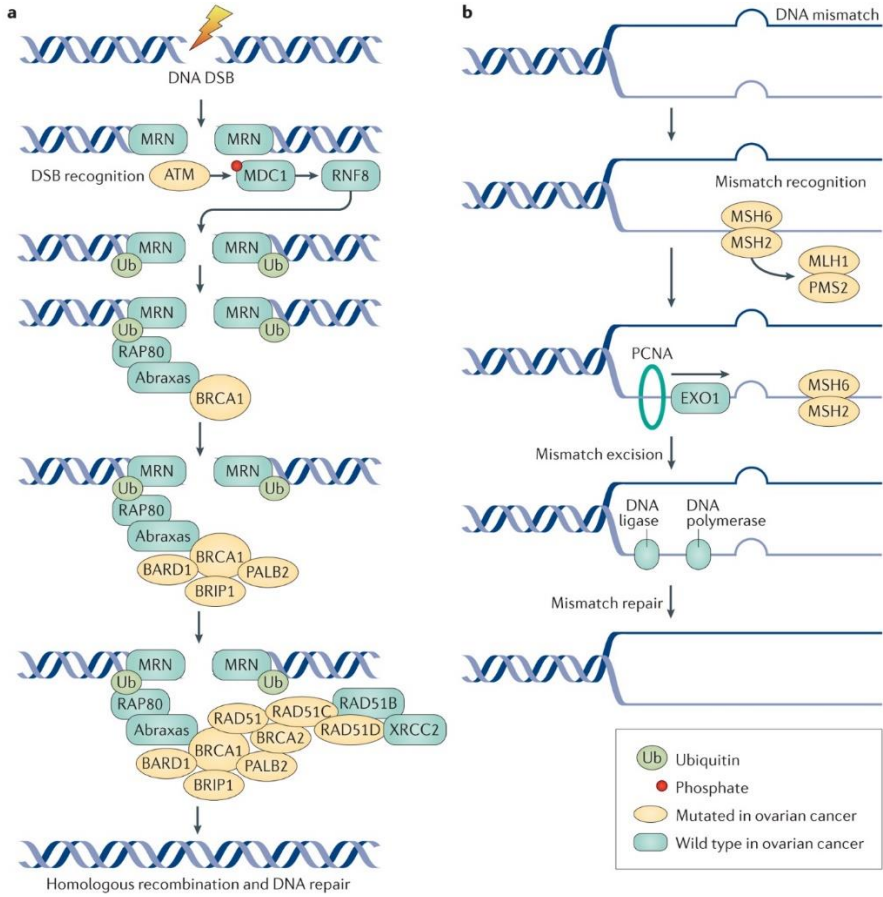 a
DNA DSB
MRN MRN
DSB recognition ATM MDC1 RNF8
MRN MRN
Ub Ub
MRN MRN
Ub Ub
RAP80
Abraxas
BRCA1
MRN MRN
Ub Ub
RAP80
Abraxas
BRCA1
BARD1 PALB2
BRIP1
MRN MRN
Ub Ub
RAP80 RAD51C RAD51B
RAD51
Abraxas RAD51D XRCC2
BRCA1 BRCA2
BARD1 PALB2
BRIP1
Homologous recombination and DNA repair
b
DNA mismatch
Mismatch recognition
MSH6
MSH2
MLH1
PMS2
PCNA
EXO1
MSH6
MSH2
Mismatch excision
DNA
ligase
DNA
polymerase
Mismatch repair
Ub Ubiquitin
Phosphate
Mutated in ovarian cancer
Wild type in ovarian cancer